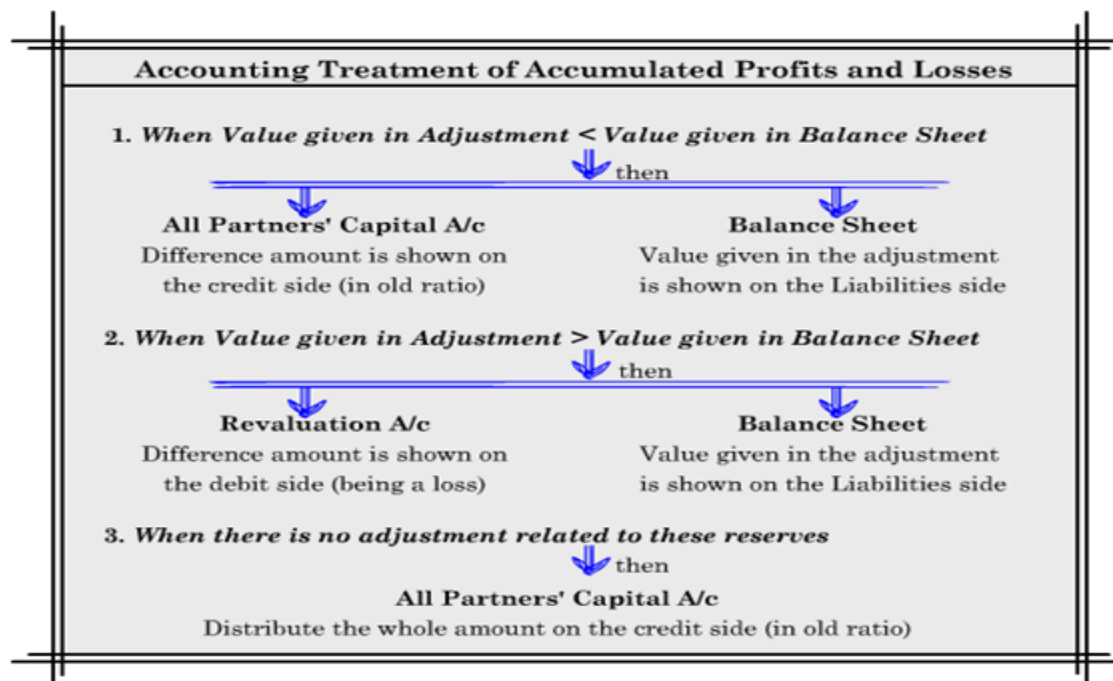 Accounting Treatment of Accumulated Profits and Losses
1. When Value given in Adjustment < Value given in Balance Sheet
then
All Partners' Capital A/c
Difference amount is shown on
the credit side (in old ratio)
Balance Sheet
Value given in the adjustment
is shown on the Liabilities side
2. When Value given in Adjustment > Value given in Balance Sheet
then
Revaluation A/c
Difference amount is shown on
the debit side (being a loss)
Balance Sheet
Value given in the adjustment
is shown on the Liabilities side
3. When there is no adjustment related to these reserves
then
All Partners' Capital A/c
Distribute the whole amount on the credit side (in old ratio)